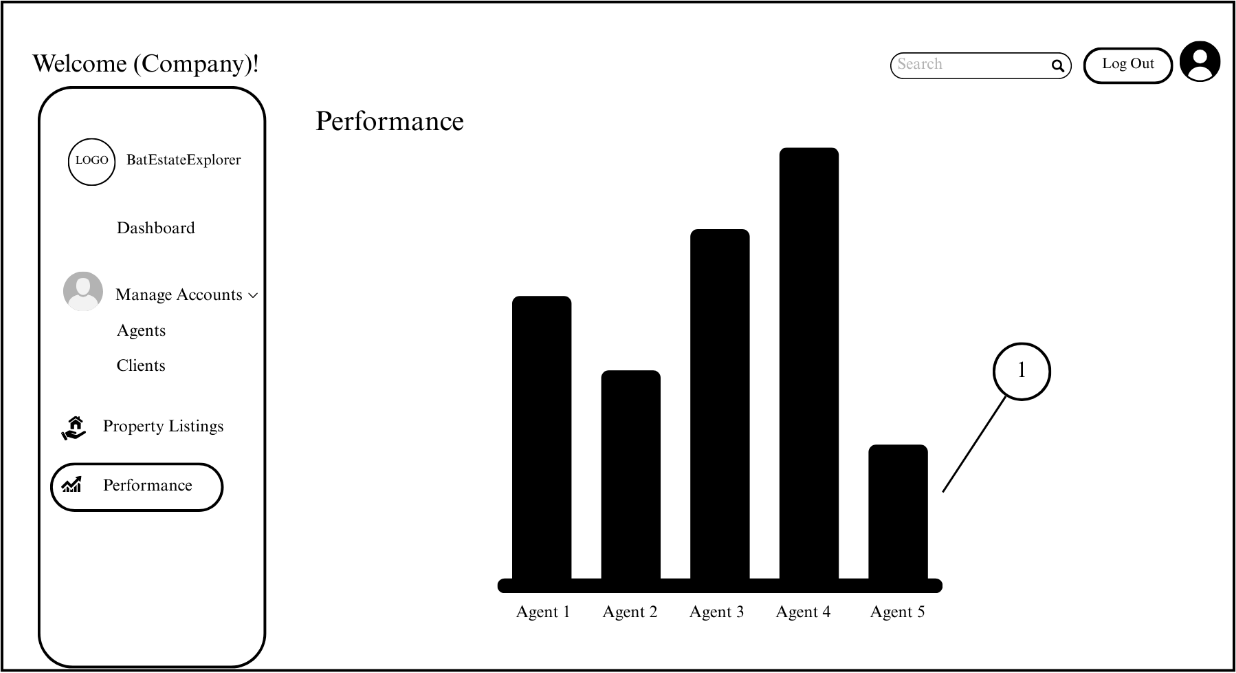 Welcome (Company)!
Search
Log Out
LOGO
BatEstateExplorer
Dashboard
Manage Accounts
Agents
Clients
Property Listings
Performance
Performance
1
Agent 1
Agent 2
Agent 3
Agent 4
Agent 5